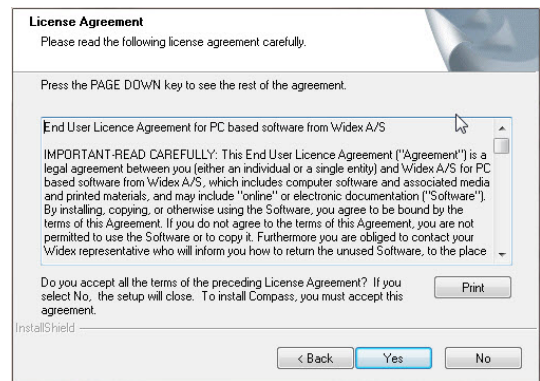 License Agreement
Please read the following license agreement carefully.
Press the PAGE DOWN key to see the rest of the agreement.
End User Licence Agreement for PC based software from Widex A/S
IMPORTANT-READ CAREFULLY: This End User Licence Agreement ("Agreement") is a
legal agreement between you (either an individual or a single entity) and Widex A/S for PC
based software from Widex A/S, which includes computer software and associated media
and printed materials, and may include "online" or electronic documentation ("Software").
By installing, copying, or otherwise using the Software, you agree to be bound by the
terms of this Agreement. If you do not agree to the terms of this Agreement, you are not
permitted to use the Software or to copy it. Furthermore you are obliged to contact your
Widex representative who will inform you how to return the unused Software, to the place
Do you accept all the terms of the preceding License Agreement? If you
select No, the setup will close. To install Compass, you must accept this
agreement.
Print
InstallShield
< Back
Yes
No